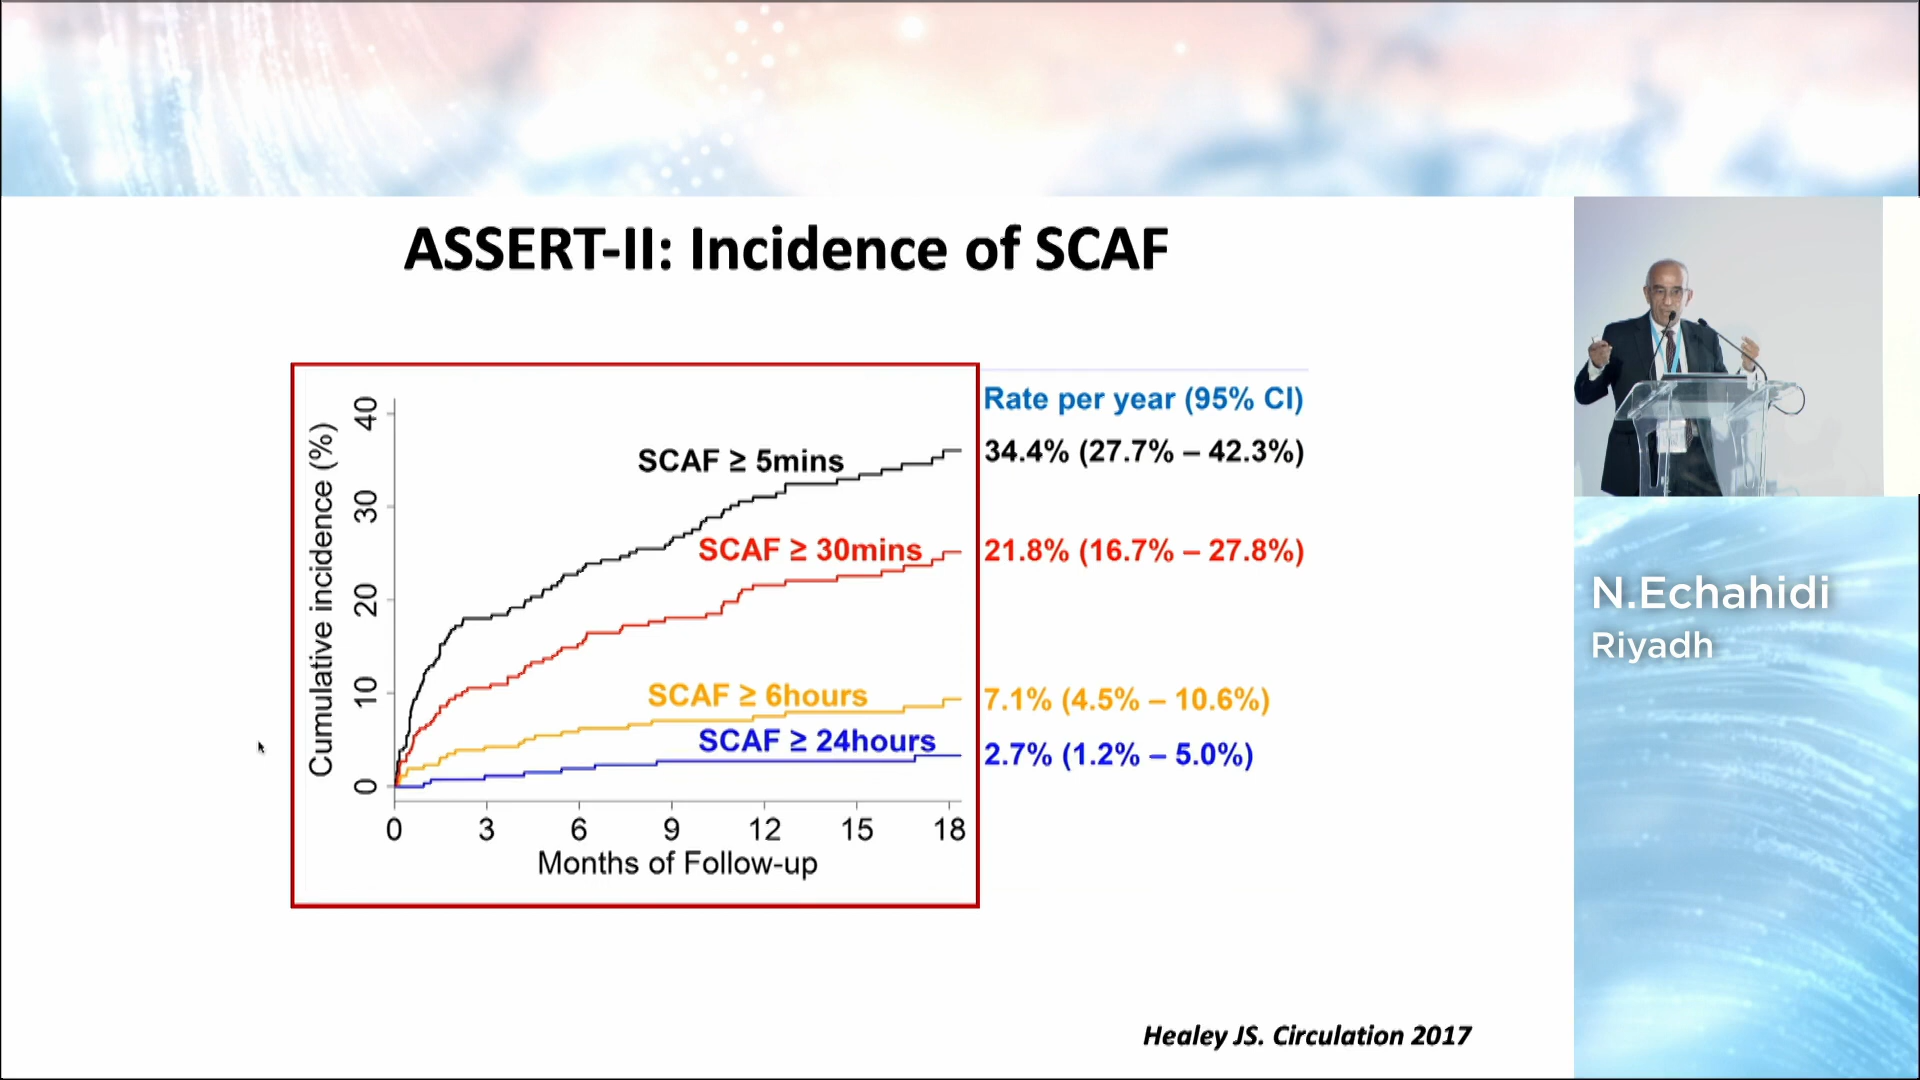 ASSERT-II: Incidence of SCAF
Rate per year (95% CI)
SCAF ≥ 5mins
34.4% (27.7% – 42.3%)
SCAF ≥ 30mins
21.8% (16.7% – 27.8%)
SCAF ≥ 6hours
7.1% (4.5% – 10.6%)
SCAF ≥ 24hours
2.7% (1.2% – 5.0%)
Cumulative incidence (%)
40
30
20
10
0
0 3 6 9 12 15 18
Months of Follow-up
Healey JS. Circulation 2017
N.Echahidi
Riyadh